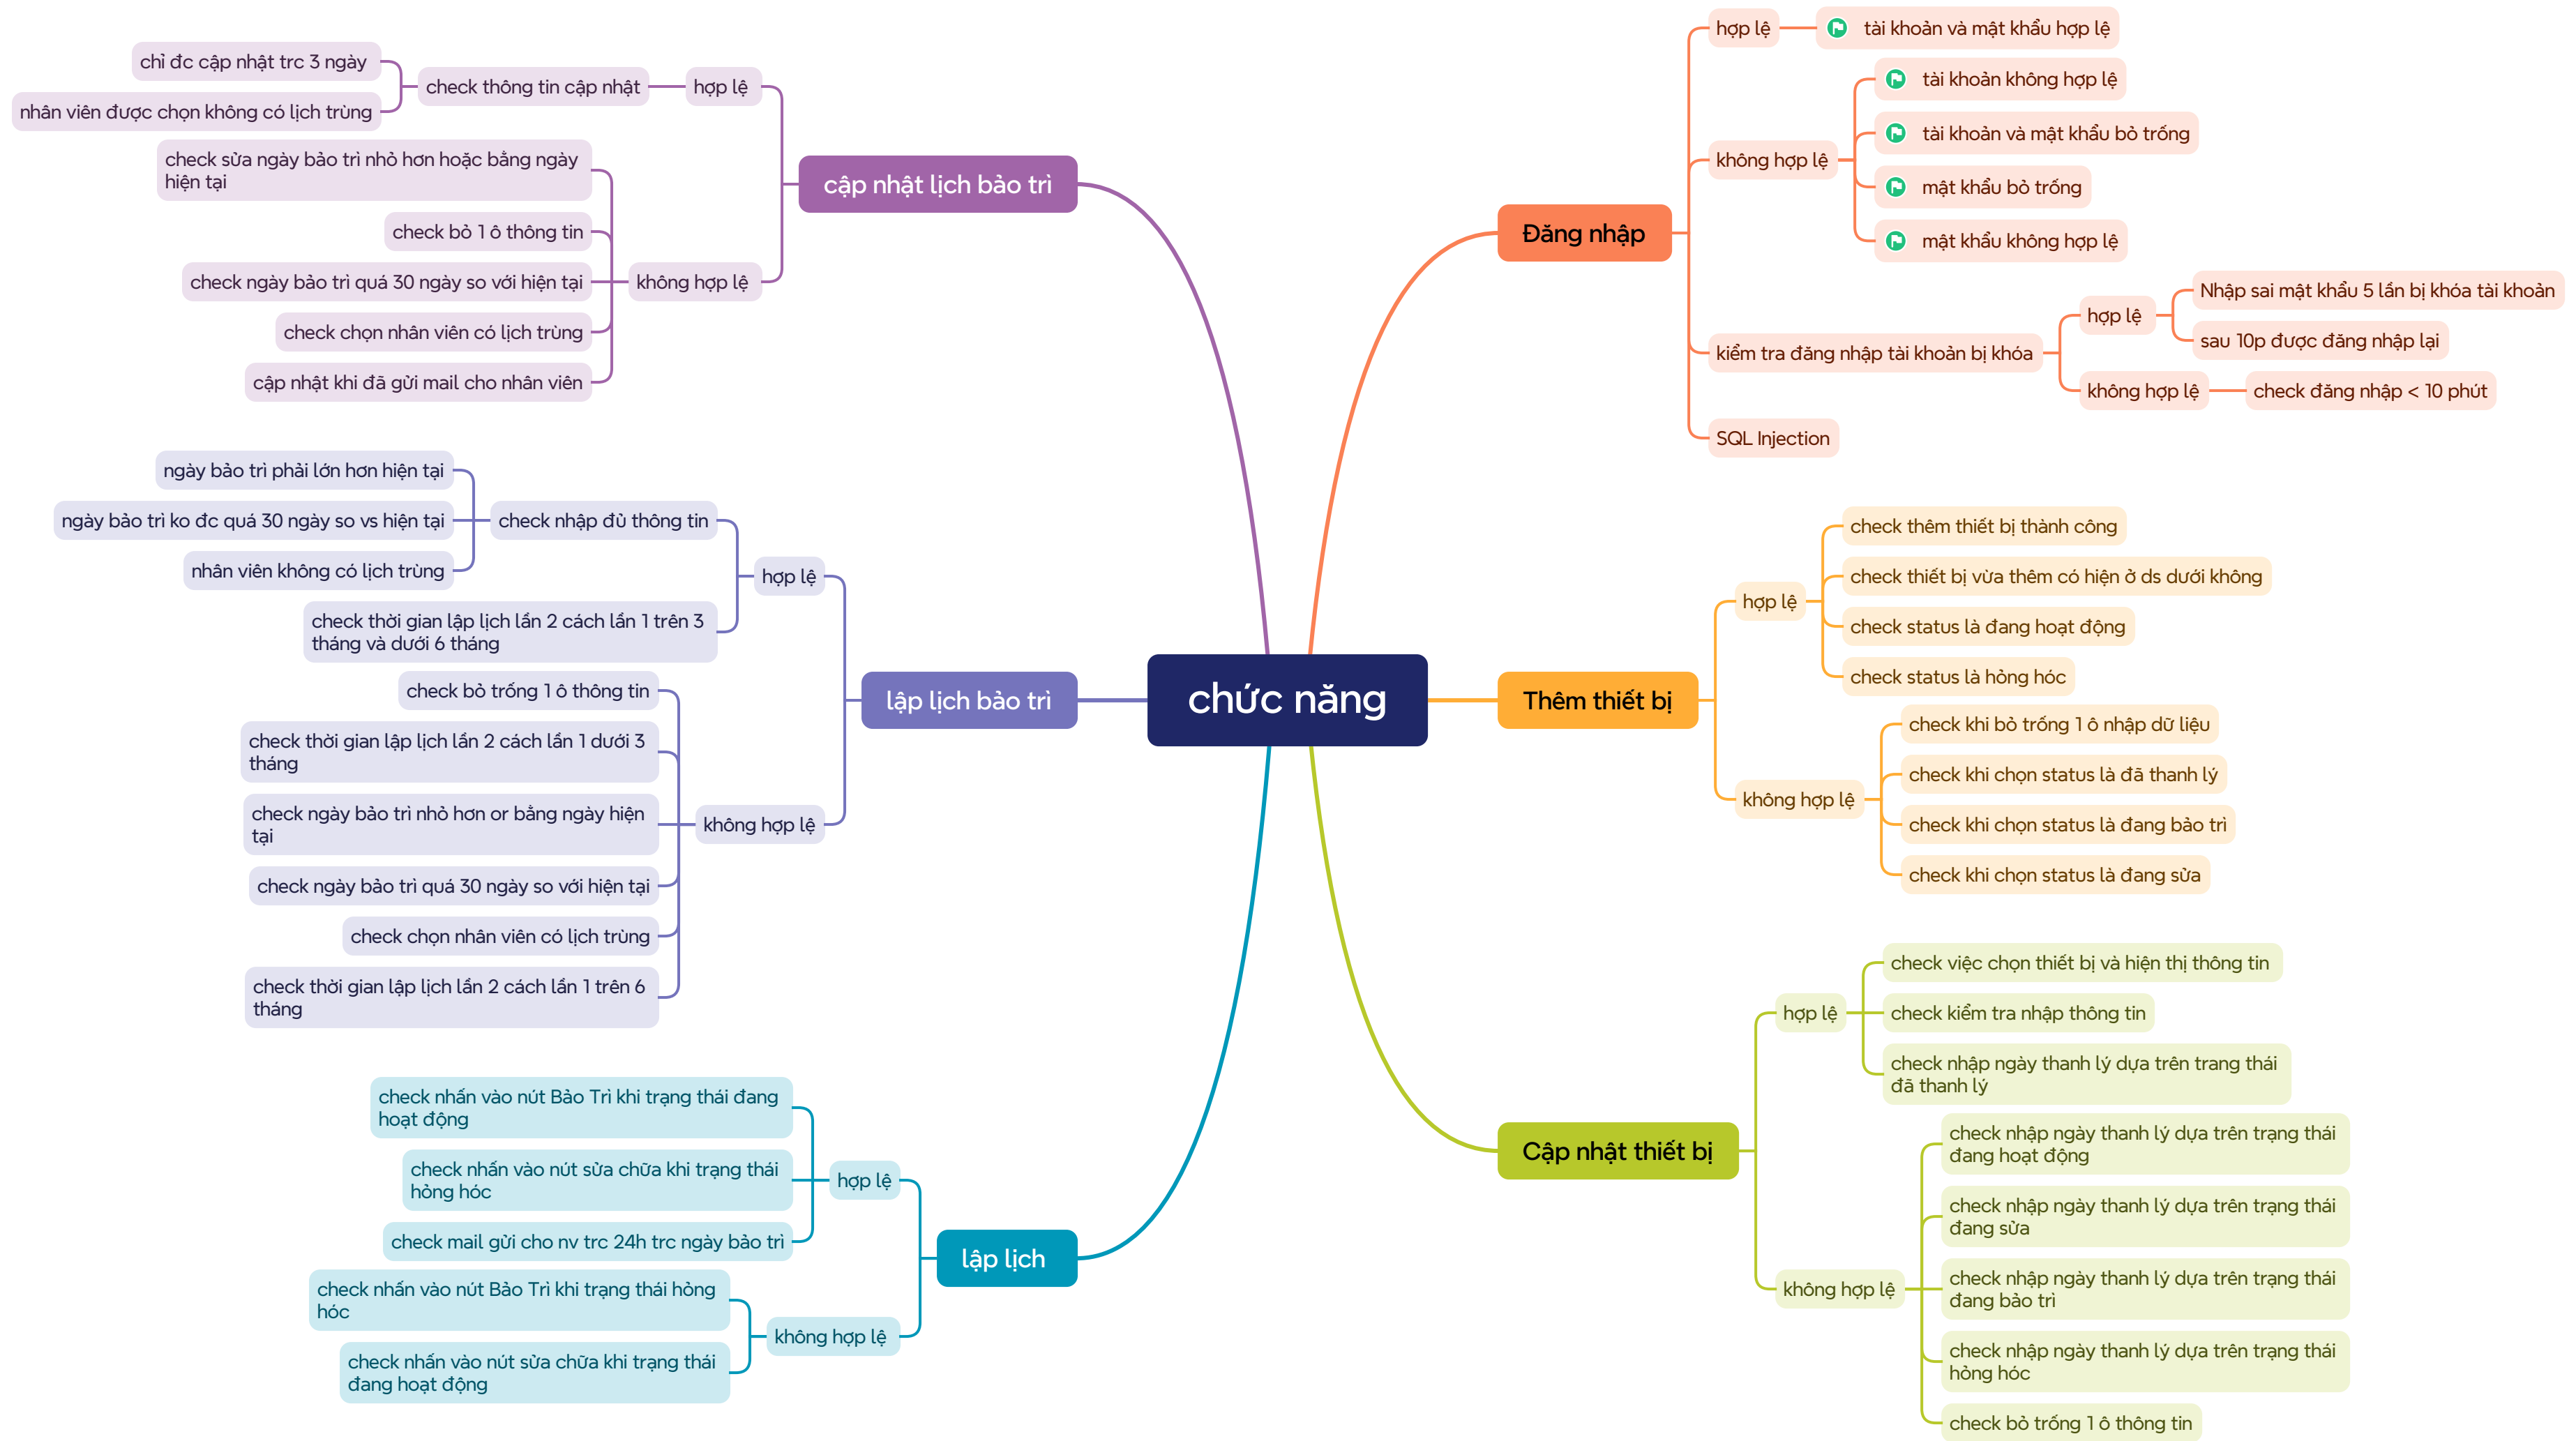 chức năng
Đăng nhập
hợp lệ
tài khoản và mật khẩu hợp lệ
không hợp lệ
tài khoản không hợp lệ
tài khoản và mật khẩu bỏ trống
mật khẩu bỏ trống
mật khẩu không hợp lệ
kiểm tra đăng nhập tài khoản bị khóa
hợp lệ
Nhập sai mật khẩu 5 lần bị khóa tài khoản
sau 10p được đăng nhập lại
không hợp lệ
check đăng nhập < 10 phút
SQL Injection
Thêm thiết bị
hợp lệ
check thêm thiết bị thành công
check thiết bị vừa thêm có hiện ở ds dưới không
check status là đang hoạt động
check status là hỏng hóc
không hợp lệ
check khi bỏ trống 1 ô nhập dữ liệu
check khi chọn status là đã thanh lý
check khi chọn status là đang bảo trì
check khi chọn status là đang sửa
Cập nhật thiết bị
hợp lệ
check việc chọn thiết bị và hiện thị thông tin
check kiểm tra nhập thông tin
check nhập ngày thanh lý dựa trên trang thái
đã thanh lý
không hợp lệ
check nhập ngày thanh lý dựa trên trạng thái
đang hoạt động
check nhập ngày thanh lý dựa trên trạng thái
đang sửa
check nhập ngày thanh lý dựa trên trạng thái
đang bảo trì
check nhập ngày thanh lý dựa trên trạng thái
hỏng hóc
check bỏ trống 1 ô thông tin
cập nhật lịch bảo trì
hợp lệ
check thông tin cập nhật
chỉ đc cập nhật trc 3 ngày
nhân viên được chọn không có lịch trùng
không hợp lệ
check sửa ngày bảo trì nhỏ hơn hoặc bằng ngày
hiện tại
check bỏ 1 ô thông tin
check ngày bảo trì quá 30 ngày so với hiện tại
check chọn nhân viên có lịch trùng
cập nhật khi đã gửi mail cho nhân viên
lập lịch bảo trì
hợp lệ
check nhập đủ thông tin
ngày bảo trì phải lớn hơn hiện tại
ngày bảo trì ko đc quá 30 ngày so vs hiện tại
nhân viên không có lịch trùng
check thời gian lập lịch lần 2 cách lần 1 trên 3
tháng và dưới 6 tháng
không hợp lệ
check bỏ trống 1 ô thông tin
check thời gian lập lịch lần 2 cách lần 1 dưới 3
tháng
check ngày bảo trì nhỏ hơn or bằng ngày hiện
tại
check ngày bảo trì quá 30 ngày so với hiện tại
check chọn nhân viên có lịch trùng
check thời gian lập lịch lần 2 cách lần 1 trên 6
tháng
lập lịch
hợp lệ
check nhấn vào nút Bảo Trì khi trạng thái đang
hoạt động
check nhấn vào nút sửa chữa khi trạng thái
hỏng hóc
check mail gửi cho nv trc 24h trc ngày bảo trì
không hợp lệ
check nhấn vào nút Bảo Trì khi trạng thái hỏng
hóc
check nhấn vào nút sửa chữa khi trạng thái
đang hoạt động